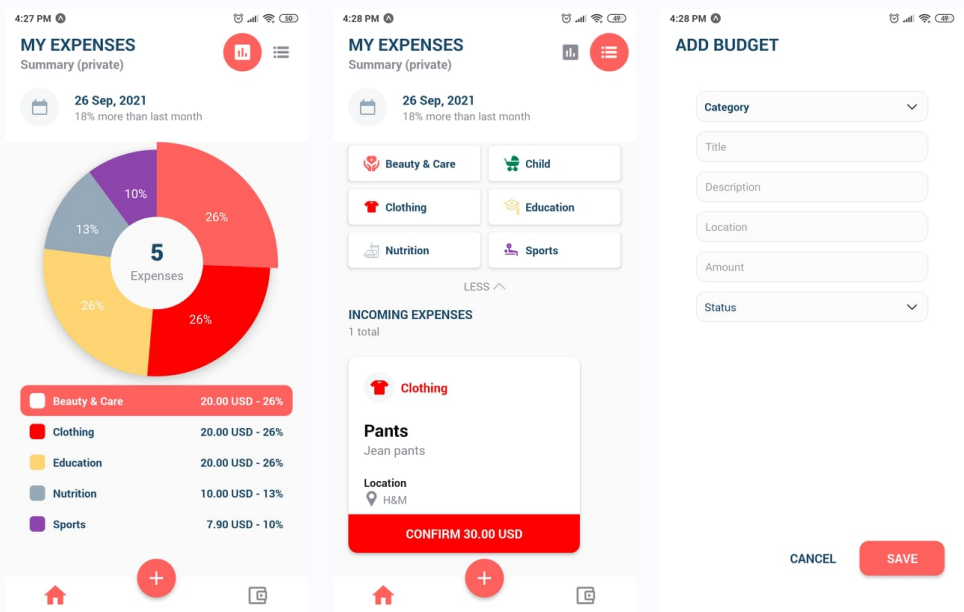 4:27 PM
50
MY EXPENSES
Summary (private)
26 Sep, 2021
18% more than last month
10%
26%
13%
5
Expenses
26%
26%
Beauty & Care 20.00 USD - 26%
Clothing 20.00 USD - 26%
Education 20.00 USD - 26%
Nutrition 10.00 USD - 13%
Sports 7.90 USD - 10%
4:28 PM
49
MY EXPENSES
Summary (private)
26 Sep, 2021
18% more than last month
Beauty & Care Child
Clothing Education
Nutrition Sports
LESS
INCOMING EXPENSES
1 total
Clothing
Pants
Jean pants
Location
H&M
CONFIRM 30.00 USD
4:28 PM
49
ADD BUDGET
Category
Title
Description
Location
Amount
Status
CANCEL SAVE